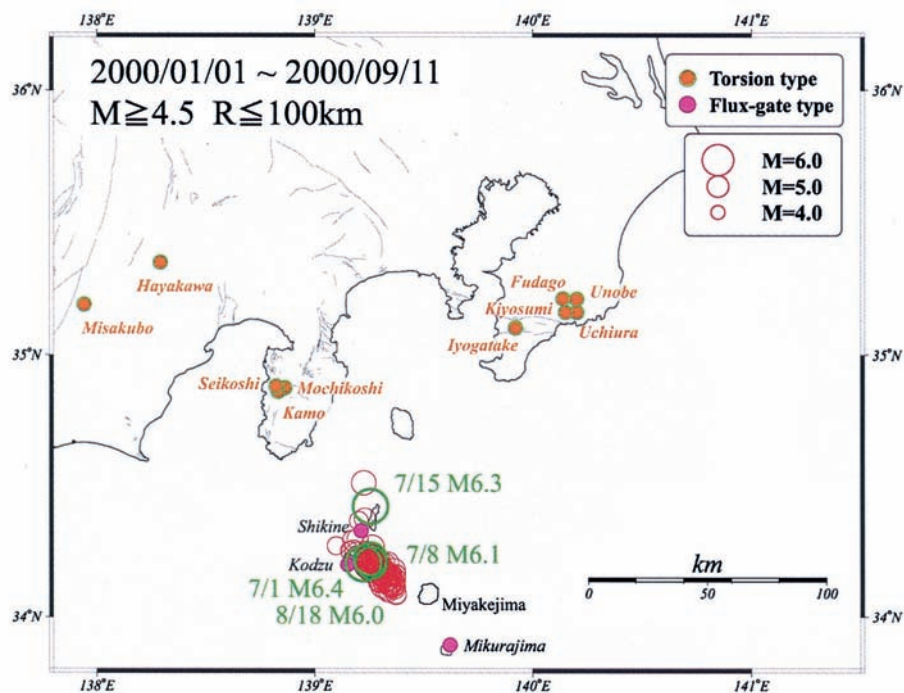 138°E
139°E
140°E
141°E
2000/01/01 ~ 2000/09/11
M≧4.5 R≦100km
Torsion type
Flux-gate type
M=6.0
M=5.0
M=4.0
36°N
36°N
Hayakawa
Misakubo
Fudago
Unobe
Kiyosumi
Uchiura
Iyogatake
35°N
35°N
Seikoshi
Mochikoshi
Kamo
7/15 M6.3
Shikine
7/8 M6.1
Kodzu
7/1 M6.4
8/18 M6.0
Miyakejima
km
0
50
100
34°N
34°N
Mikurajima
138°E
139°E
140°E
141°E